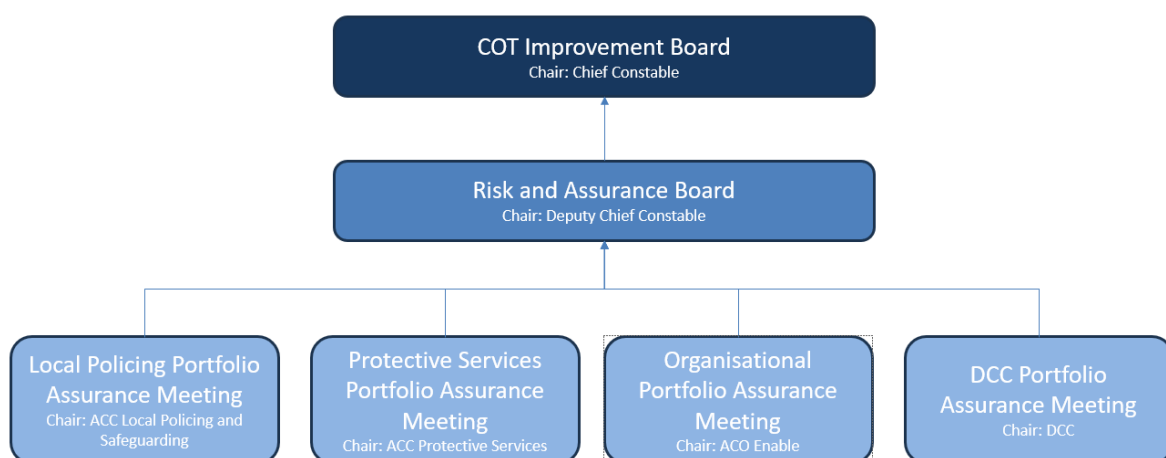 COT Improvement Board
Chair: Chief Constable
Risk and Assurance Board
Chair: Deputy Chief Constable
Local Policing Portfolio
Assurance Meeting
Chair: ACC Local Policing and
Safeguarding
Protective Services
Portfolio Assurance
Meeting
Chair: ACC Protective Services
Organisational
Portfolio Assurance
Meeting
Chair: ACO Enable
DCC Portfolio
Assurance Meeting
Chair: DCC